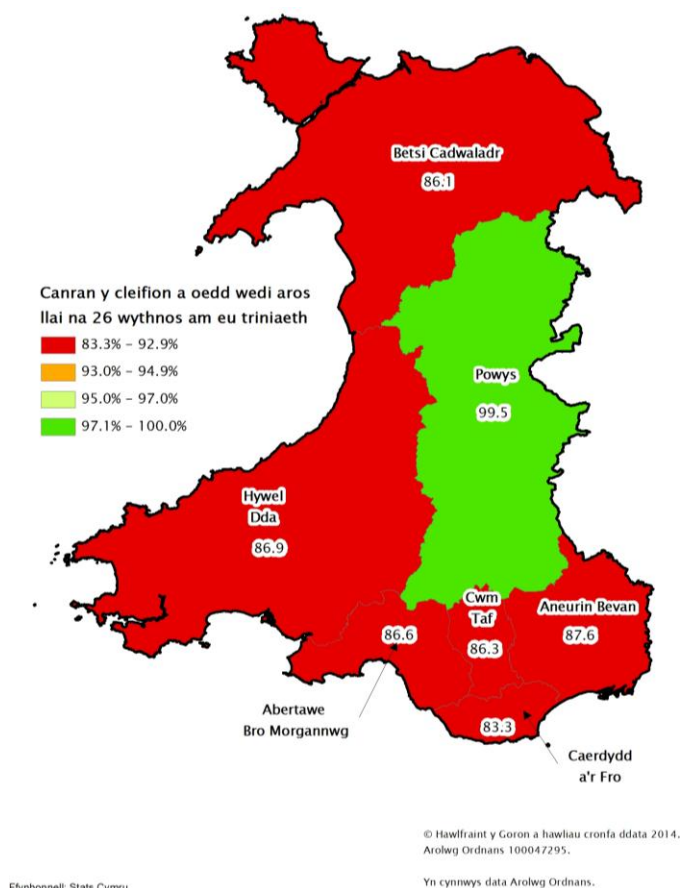 Betsi Cadwaladr
86.1
Canran y cleifion a oedd wedi aros
llai na 26 wythnos am eu triniaeth
83.3% - 92.9%
93.0% - 94.9%
95.0% - 97.0%
97.1% - 100.0%
Powys
99.5
Hywel
Dda
86.9
Cwm
Taf
86.3
Aneurin Bevan
87.6
86.6
Abertawe
Bro Morgannwg
83.3
Caerdydd
a'r Fro
© Hawlfraint y Goron a hawliau cronfa ddata 2014.
Arolwg Ordnans 100047295.
Ffynhonnell: Stats Cymru
Yn cynnwys data Arolwg Ordnans.